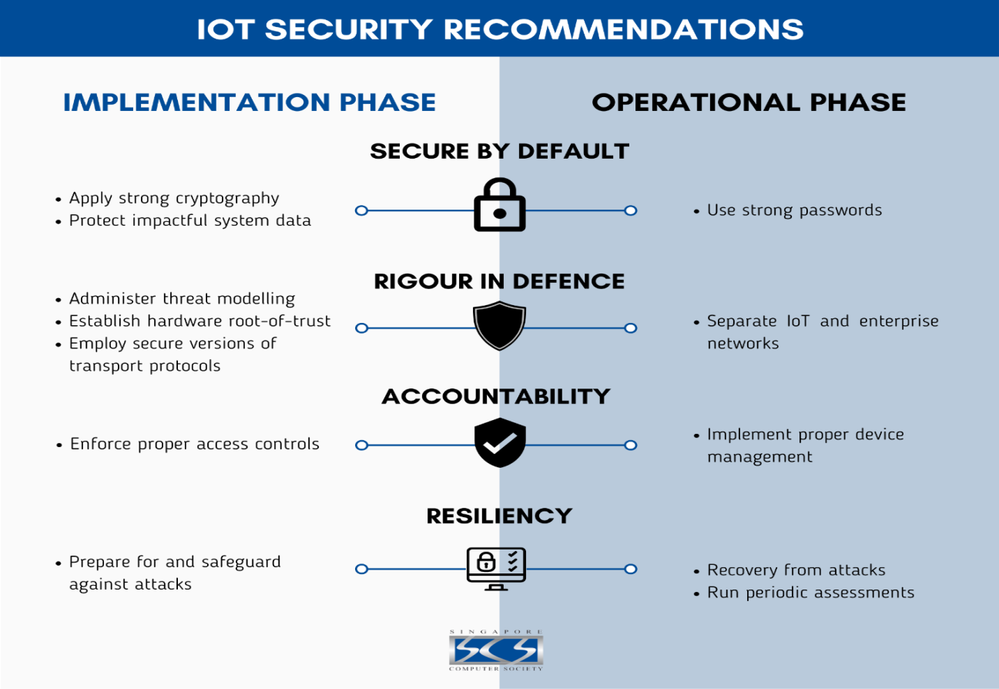 IOT SECURITY RECOMMENDATIONS
IMPLEMENTATION PHASE
OPERATIONAL PHASE
SECURE BY DEFAULT
• Apply strong cryptography
• Protect impactful system data
• Use strong passwords
RIGOUR IN DEFENCE
• Administer threat modelling
• Establish hardware root-of-trust
• Employ secure versions of
transport protocols
• Separate IoT and enterprise
networks
ACCOUNTABILITY
• Enforce proper access controls
• Implement proper device
management
RESILIENCY
• Prepare for and safeguard
against attacks
• Recovery from attacks
• Run periodic assessments
SINGAPORE
SCS
COMPUTER SOCIETY